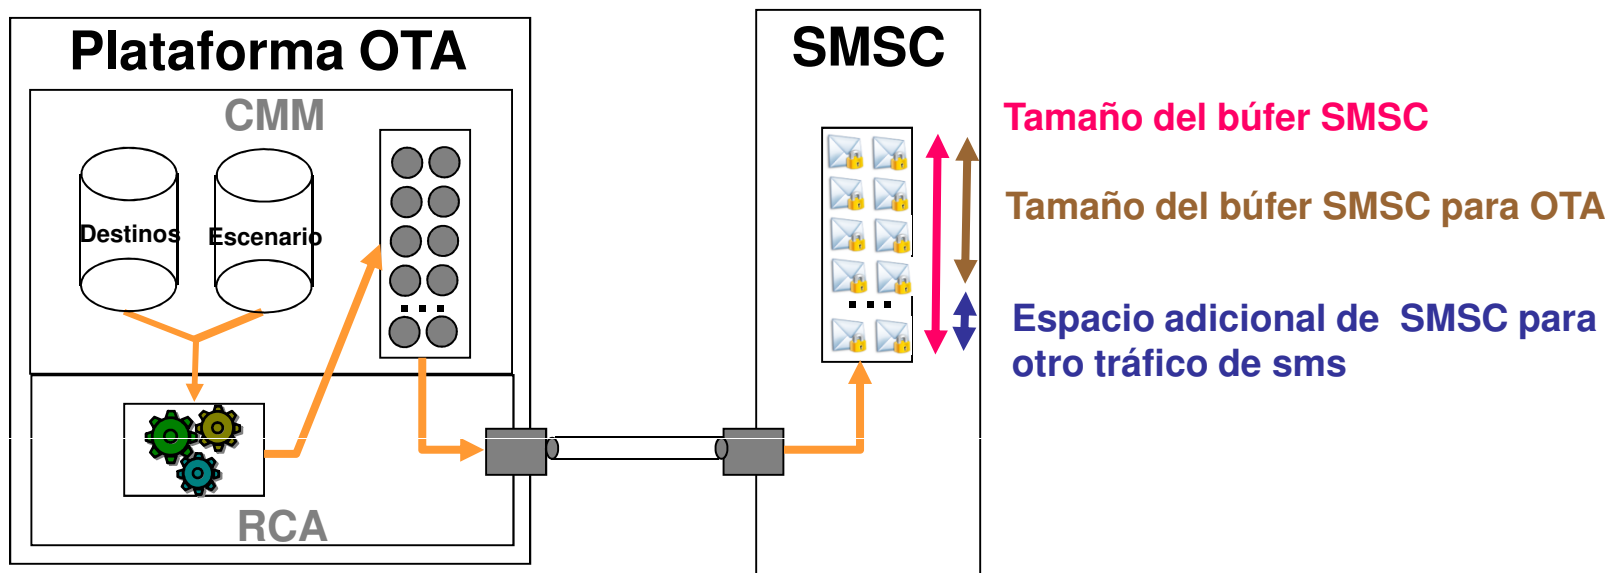 Plataforma OTA
CMM
Destinos
Escenario
RCA
SMSC
Tamaño del búfer SMSC
Tamaño del búfer SMSC para OTA
Espacio adicional de SMSC para
otro tráfico de sms